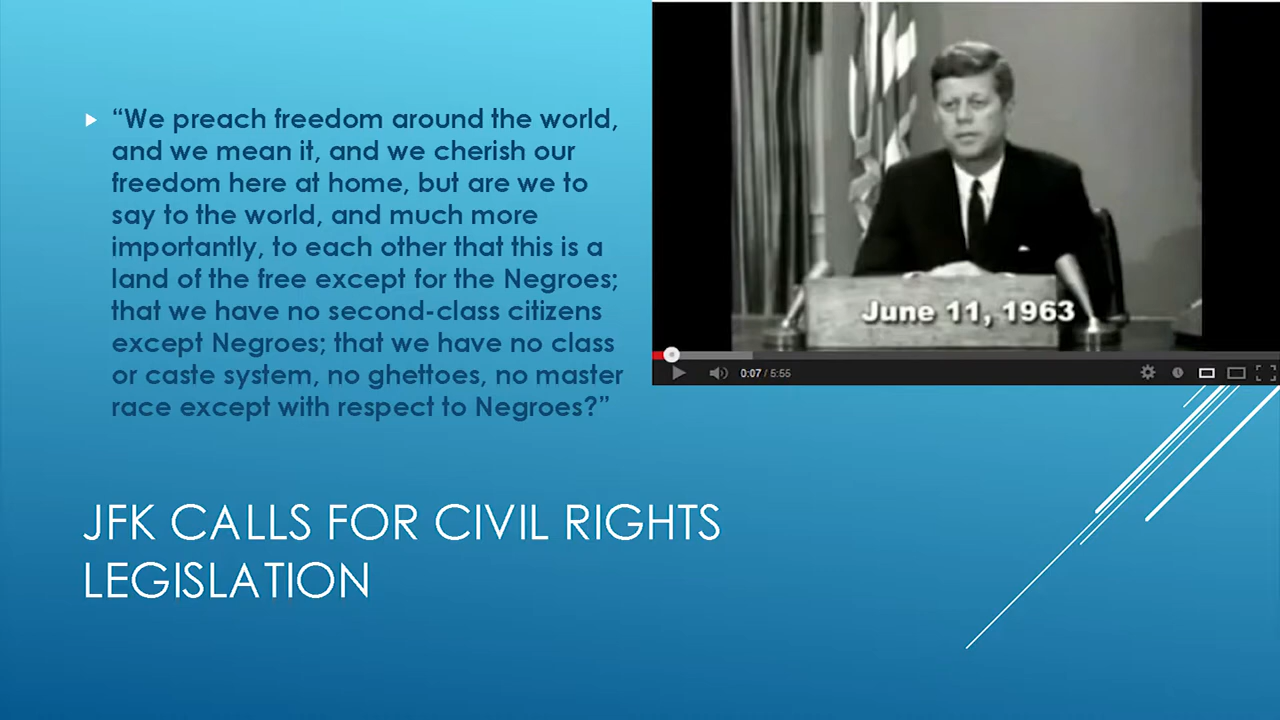 “We preach freedom around the world,
and we mean it, and we cherish our
freedom here at home, but are we to
say to the world, and much more
importantly, to each other that this is a
land of the free except for the Negroes;
that we have no second-class citizens
except Negroes; that we have no class
or caste system, no ghettoes, no master
race except with respect to Negroes?”
June 11, 1963
0:07 / 5:55
JFK CALLS FOR CIVIL RIGHTS
LEGISLATION